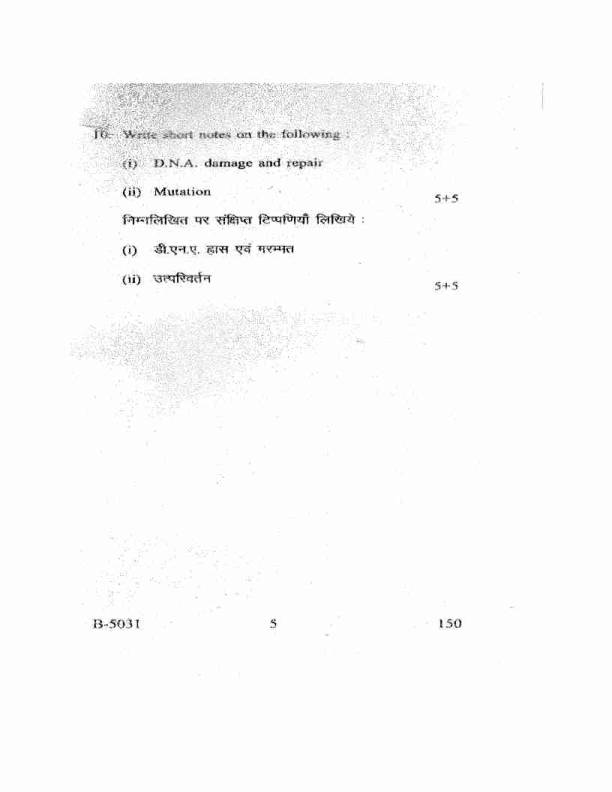 10. Write short notes on the following :
(i) D.N.A. damage and repair
(ii) Mutation
5+5
निम्नलिखित पर संक्षिप्त टिप्पणियाँ लिखिये :
(i) डी.एन.ए. ह्रास एवं मरम्मत
(ii) उत्परिवर्तन
5+5
B-5031 5 150